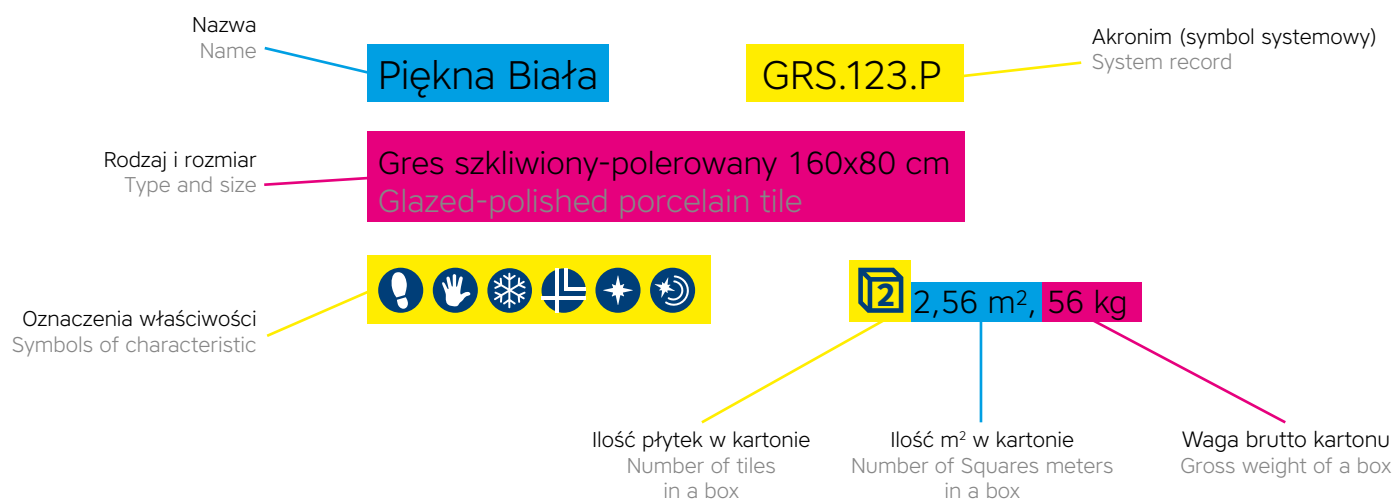 Nazwa
Name
Piękna Biała
GRS.123.P
Akronim (symbol systemowy)
System record
Rodzaj i rozmiar
Type and size
Gres szkliwiony-polerowany 160x80 cm
Glazed-polished porcelain tile
Oznaczenia właściwości
Symbols of characteristic
2
2,56 m², 56 kg
Ilość płytek w kartonie
Number of tiles
in a box
Ilość m² w kartonie
Number of Squares meters
in a box
Waga brutto kartonu
Gross weight of a box